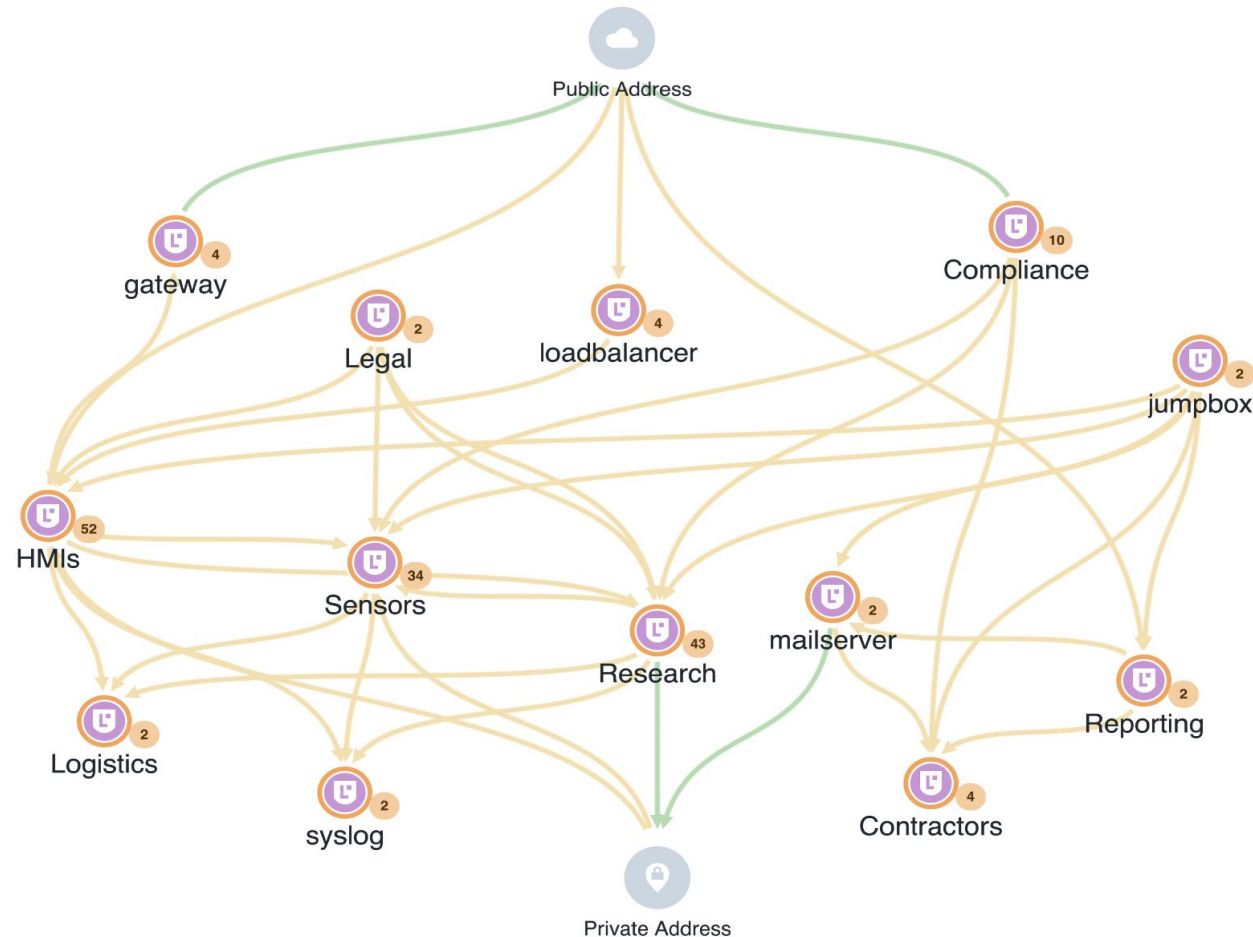 Public Address
4
gateway
10
Compliance
2
Legal
4
loadbalancer
2
jumpbox
52
HMIs
34
Sensors
2
mailserver
43
Research
2
Reporting
2
Logistics
2
syslog
4
Contractors
Private Address